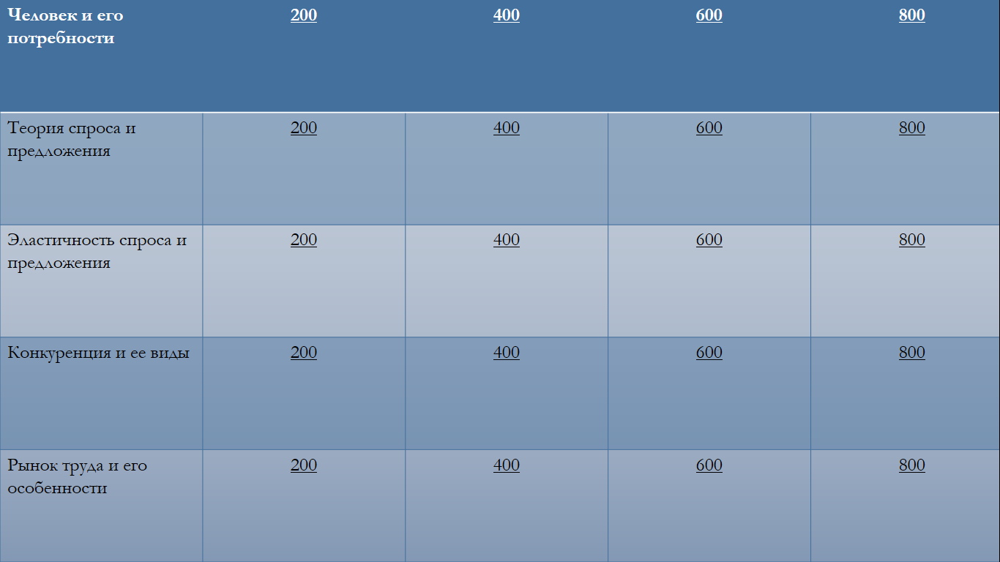 Человек и его
потребности
200
400
600
800
Теория спроса и
предложения
200
400
600
800
Эластичность спроса и
предложения
200
400
600
800
Конкуренция и ее виды
200
400
600
800
Рынок труда и его
особенности
200
400
600
800